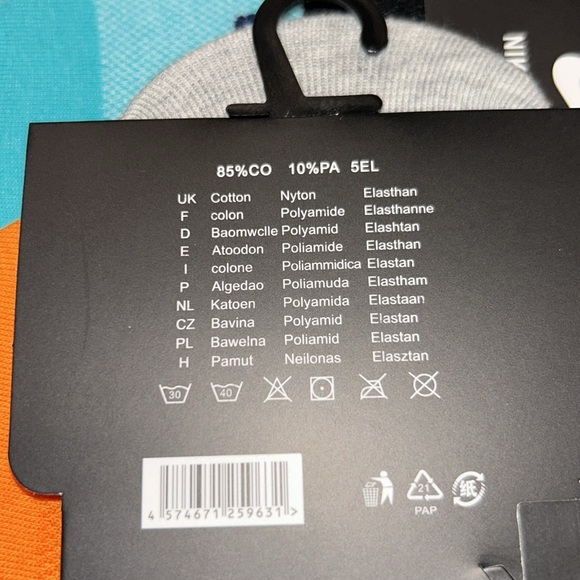 MIN
85%CO 10%PA 5EL
UK Cotton Nyton Elasthan
F colon Polyamide Elasthanne
D Baomwclle Polyamid Elashtan
E Atoodon Poliamide Elasthan
I colone Poliammidica Elastan
P Algedao Poliamuda Elastham
NL Katoen Polyamida Elastaan
CZ Bavina Polyamid Elastan
PL Bawelna Poliamid Elastan
H Pamut Neilonas Elasztan
30 40
4 574671 259631 >
21 纸
PAP